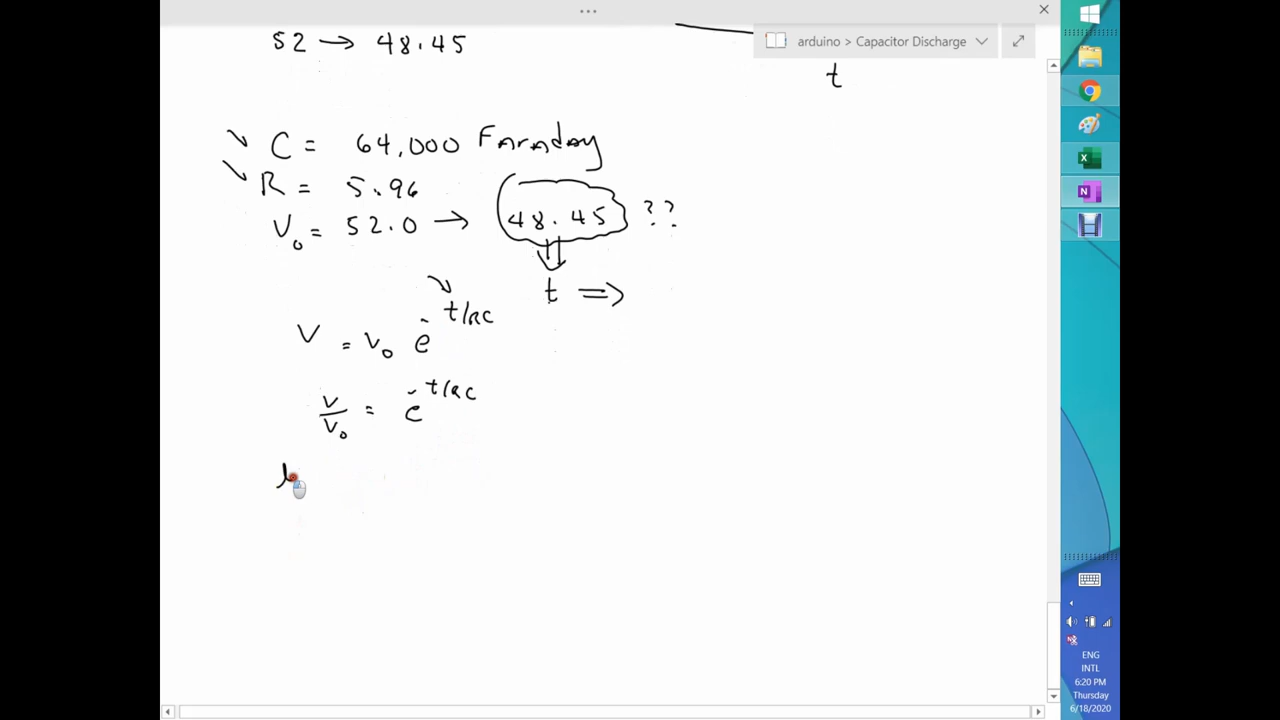 52 → 48.45
arduino > Capacitor Discharge
t
C = 64,000 Faraday
R = 5.96
V₀ = 52.0 → 48.45 ??
t ⇒
V = V₀ e^-t/RC
V/V₀ = e^-t/RC
ENG
INTL
6:20 PM
Thursday
6/18/2020